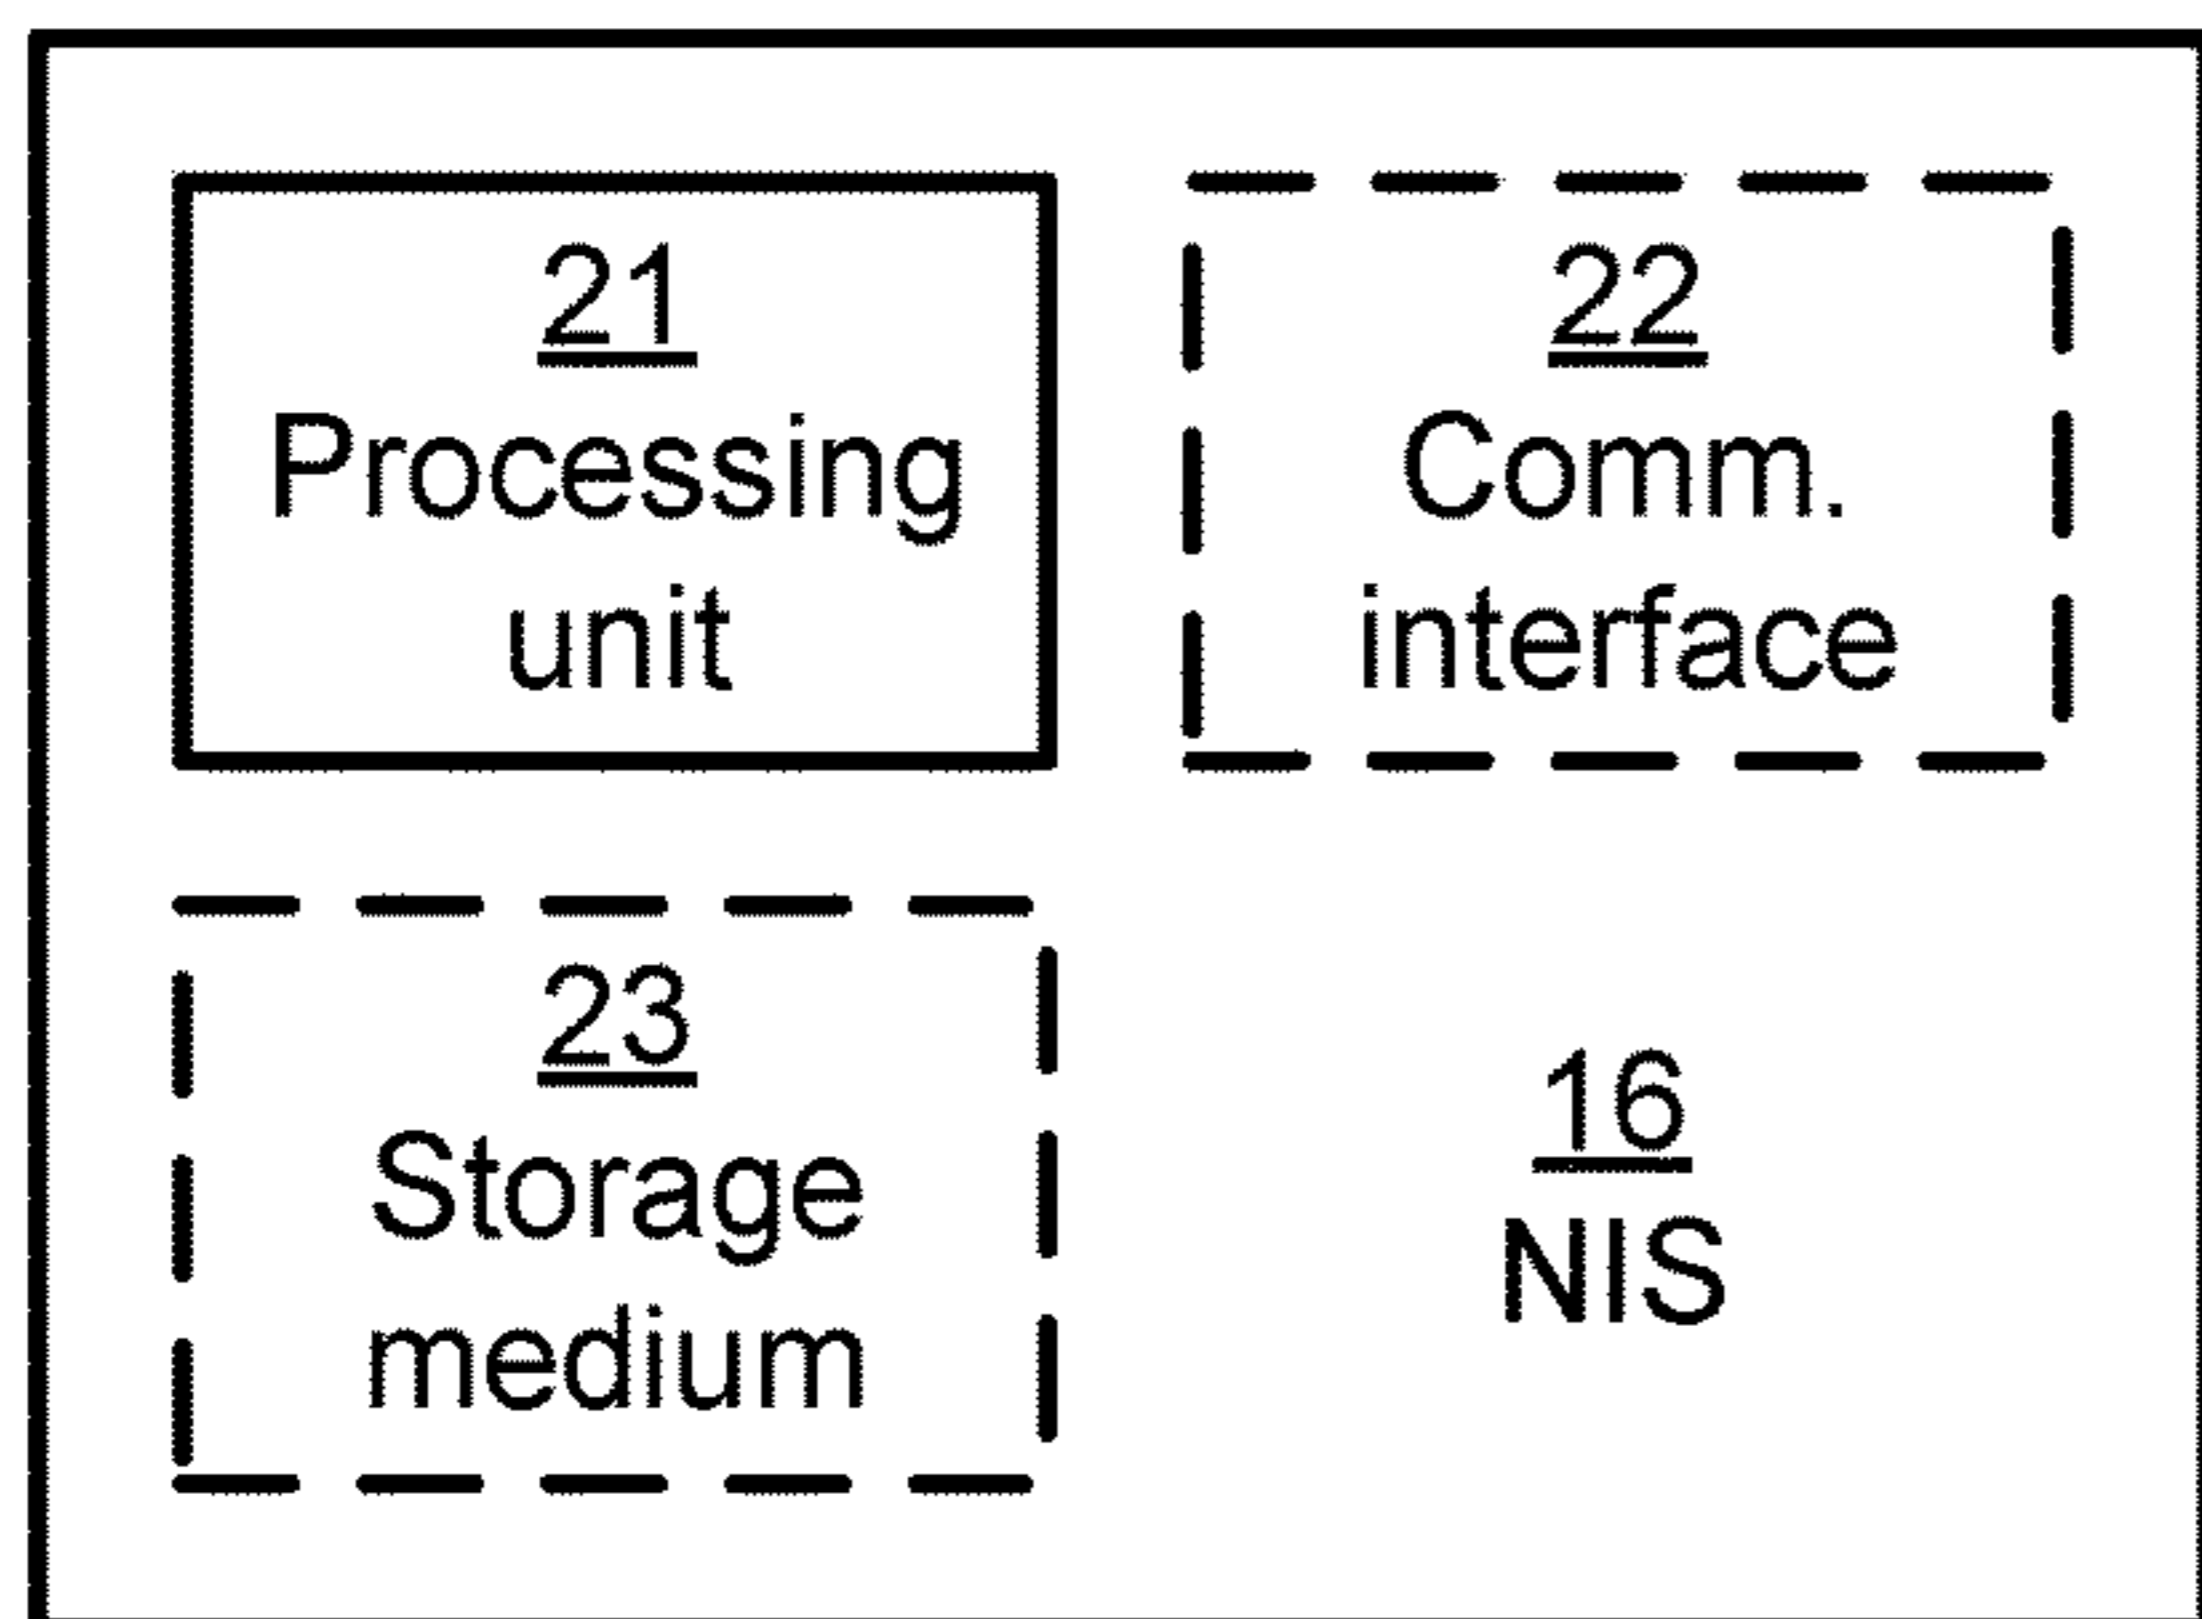 21
Processing
unit
22
Comm.
interface
23
Storage
medium
16
NIS